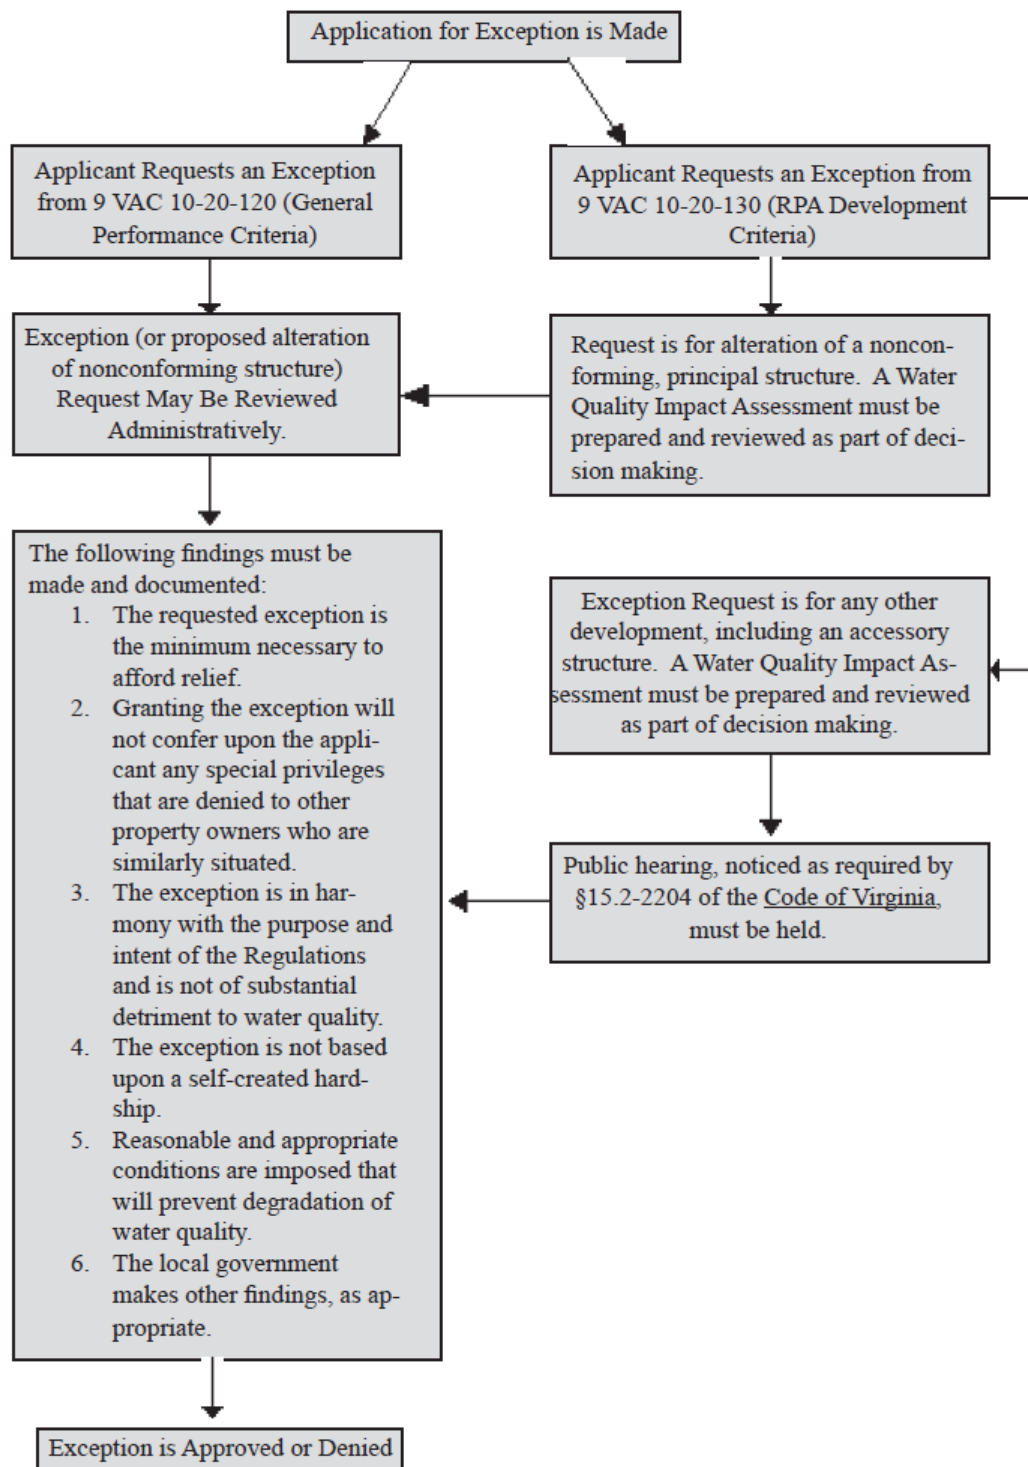 Application for Exception is Made
Applicant Requests an Exception
from 9 VAC 10-20-120 (General
Performance Criteria)
Applicant Requests an Exception from
9 VAC 10-20-130 (RPA Development
Criteria)
Exception (or proposed alteration
of nonconforming structure)
Request May Be Reviewed
Administratively.
Request is for alteration of a noncon-
forming, principal structure. A Water
Quality Impact Assessment must be
prepared and reviewed as part of deci-
sion making.
The following findings must be
made and documented:
1. The requested exception is
the minimum necessary to
afford relief.
2. Granting the exception will
not confer upon the appli-
cant any special privileges
that are denied to other
property owners who are
similarly situated.
3. The exception is in har-
mony with the purpose and
intent of the Regulations
and is not of substantial
detriment to water quality.
4. The exception is not based
upon a self-created hard-
ship.
5. Reasonable and appropriate
conditions are imposed that
will prevent degradation of
water quality.
6. The local government
makes other findings, as ap-
propriate.
Exception Request is for any other
development, including an accessory
structure. A Water Quality Impact As-
sessment must be prepared and reviewed
as part of decision making.
Public hearing, noticed as required by
§15.2-2204 of the Code of Virginia,
must be held.
Exception is Approved or Denied